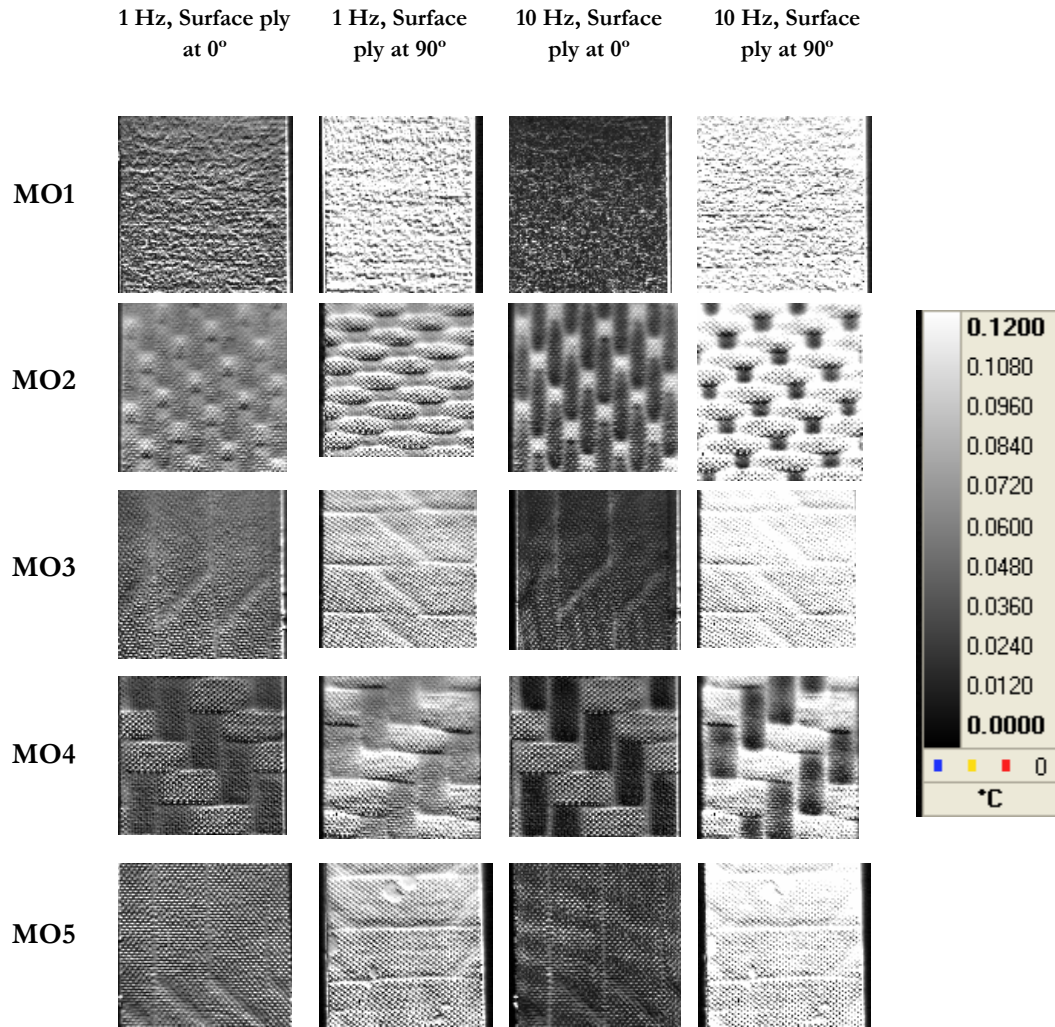 1 Hz, Surface ply
at 0º
1 Hz, Surface
ply at 90º
10 Hz, Surface
ply at 0º
10 Hz, Surface
ply at 90º
MO1
MO2
MO3
MO4
MO5
0.1200
0.1080
0.0960
0.0840
0.0720
0.0600
0.0480
0.0360
0.0240
0.0120
0.0000
0
°C